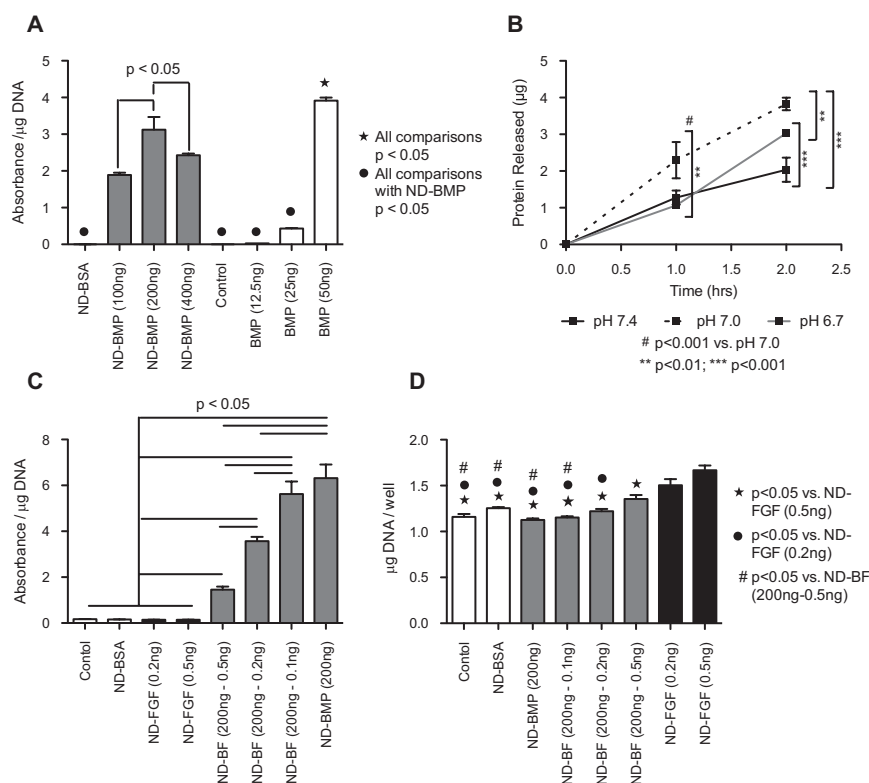 A
Absorbance /µg DNA
5
4
3
2
1
0
p < 0.05
★
★ All comparisons
p < 0.05
● All comparisons
with ND-BMP
p < 0.05
ND-BSA
ND-BMP (100ng)
ND-BMP (200ng)
ND-BMP (400ng)
Control
BMP (12.5ng)
BMP (25ng)
BMP (50ng)
B
Protein Released (µg)
5
4
3
2
1
0
#
**
***
**
***
0.0
0.5
1.0
1.5
2.0
2.5
Time (hrs)
pH 7.4
pH 7.0
pH 6.7
# p<0.001 vs. pH 7.0
** p<0.01; *** p<0.001
C
Absorbance / µg DNA
8
6
4
2
0
p < 0.05
Contol
ND-BSA
ND-FGF (0.2ng)
ND-FGF (0.5ng)
ND-BF (200ng - 0.5ng)
ND-BF (200ng - 0.2ng)
ND-BF (200ng - 0.1ng)
ND-BMP (200ng)
D
µg DNA / well
2.0
1.5
1.0
0.5
0.0
# # # #
● ● ● ● ●
★ ★ ★ ★ ★ ★
★ p<0.05 vs. ND-
FGF (0.5ng)
● p<0.05 vs. ND-
FGF (0.2ng)
# p<0.05 vs. ND-BF
(200ng-0.5ng)
Contol
ND-BSA
ND-BMP (200ng)
ND-BF (200ng - 0.1ng)
ND-BF (200ng - 0.2ng)
ND-BF (200ng - 0.5ng)
ND-FGF (0.2ng)
ND-FGF (0.5ng)